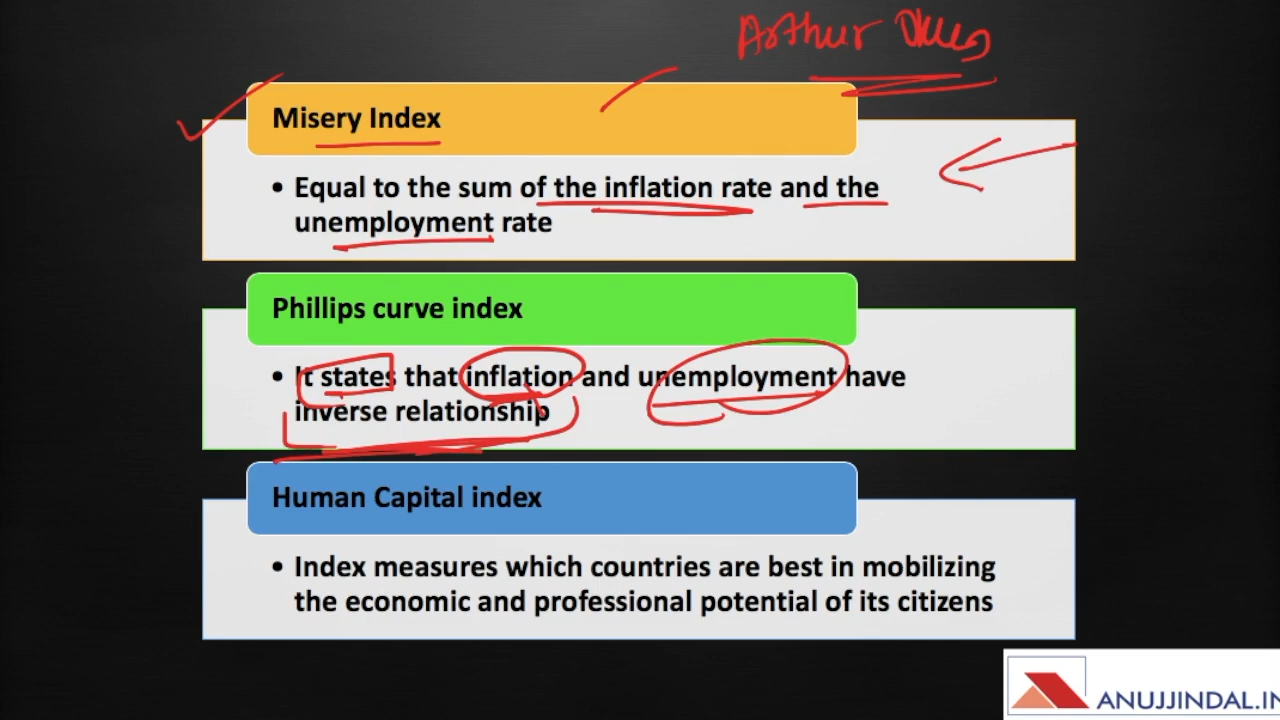 Arthur
Misery Index
• Equal to the sum of the inflation rate and the
unemployment rate
Phillips curve index
• It states that inflation and unemployment have
inverse relationship
Human Capital index
• Index measures which countries are best in mobilizing
the economic and professional potential of its citizens
ANUJJINDAL.IN